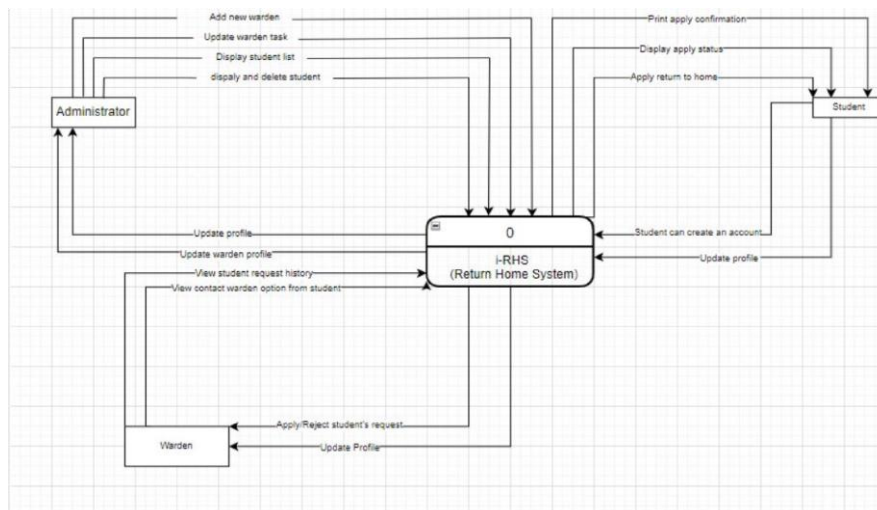 Add new warden
Print apply confirmation
Update warden task
Display apply status
Display student list
dispaly and delete student
Apply return to home
Administrator
Student
Update profile
0
Student can create an account
Update warden profile
i-RHS
(Return Home System)
Update profile
View student request history
View contact warden option from student
Apply/Reject student's request
Warden
Update Profile